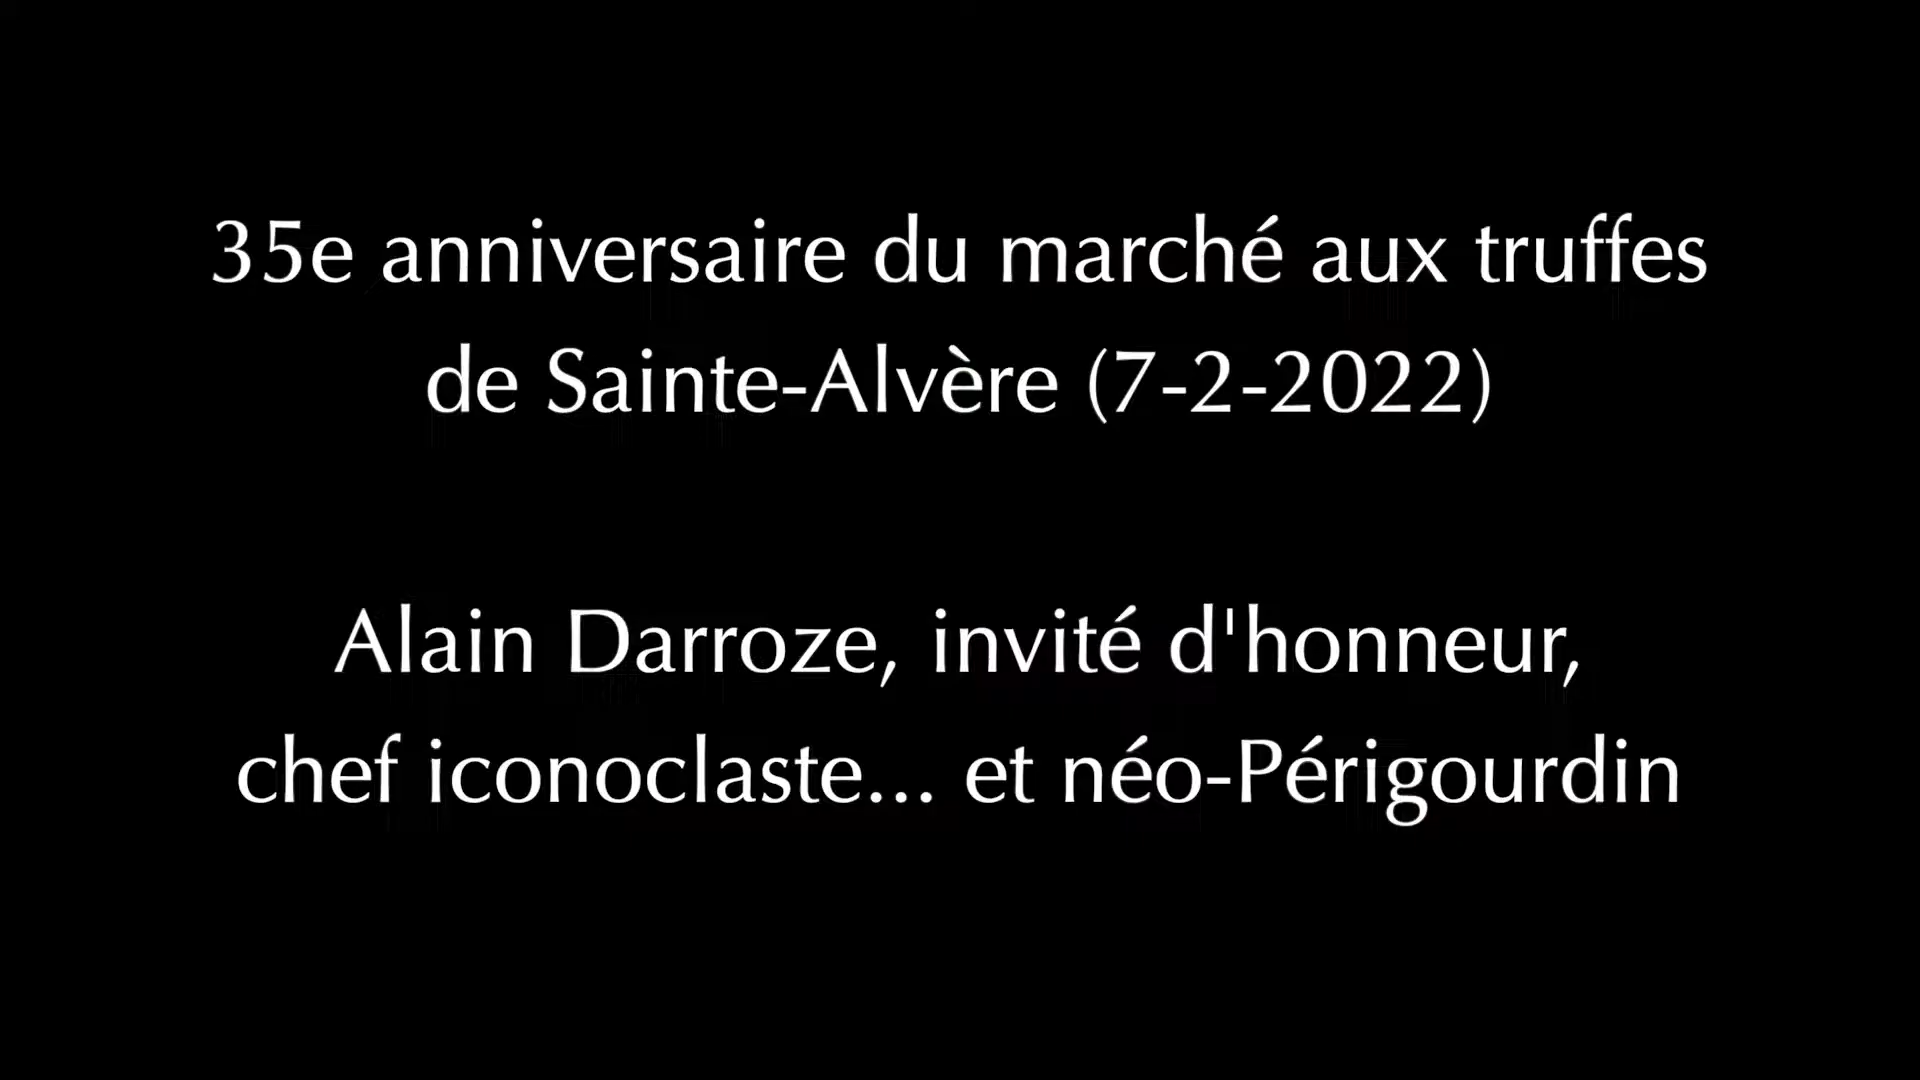 35e anniversaire du marché aux truffes
de Sainte-Alvère (7-2-2022)
Alain Darroze, invité d'honneur,
chef iconoclaste... et néo-Périgourdin